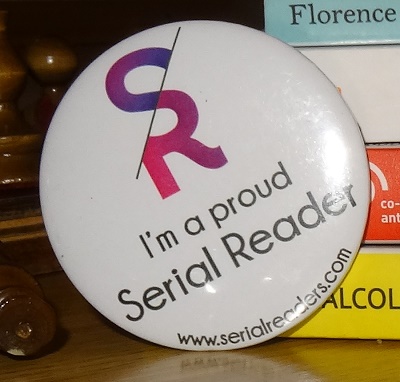 Florence
SR
I'm a proud
Serial Reader
www.serialreaders.com
co-
ant
ALCOL